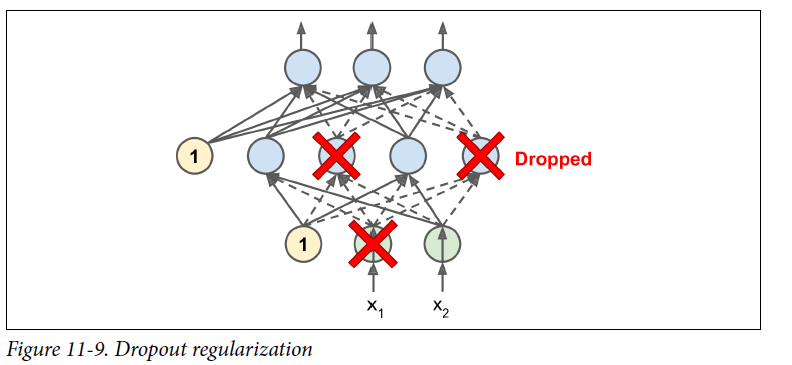 1
Dropped
1
x₁
x₂
Figure 11-9. Dropout regularization